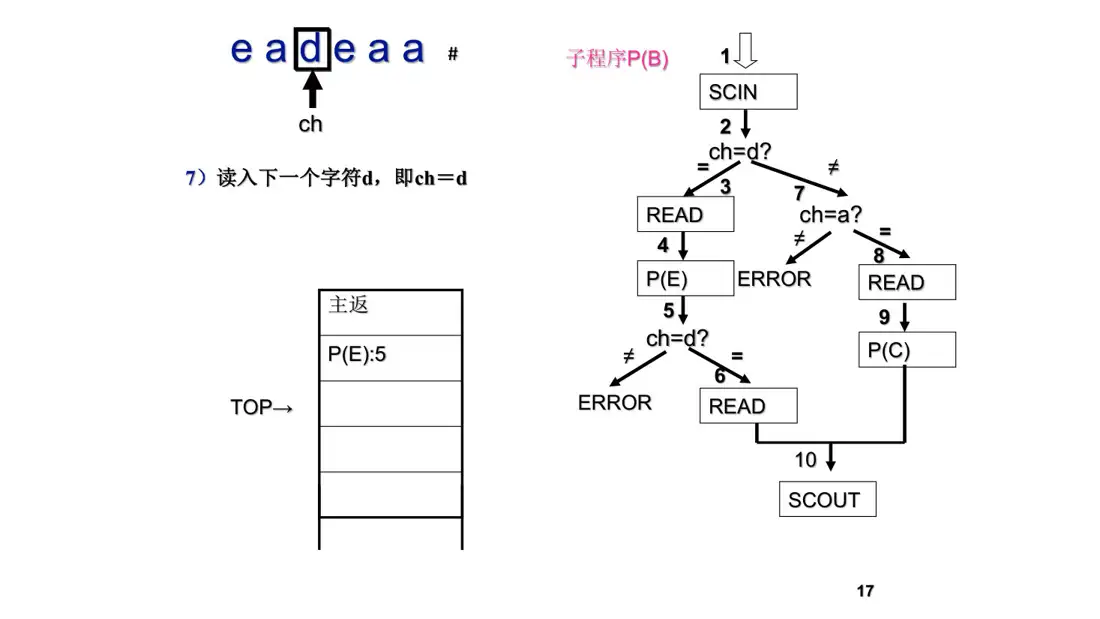 e a d e a a #
ch
7）读入下一个字符d，即ch＝d
主返
P(E):5
TOP→
子程序P(B)
1
SCIN
2
ch=d?
= ≠
3 7
READ
ch=a?
4
≠ =
8
P(E)
ERROR
READ
5
9
ch=d?
P(C)
≠ =
6
ERROR
READ
10
SCOUT
17